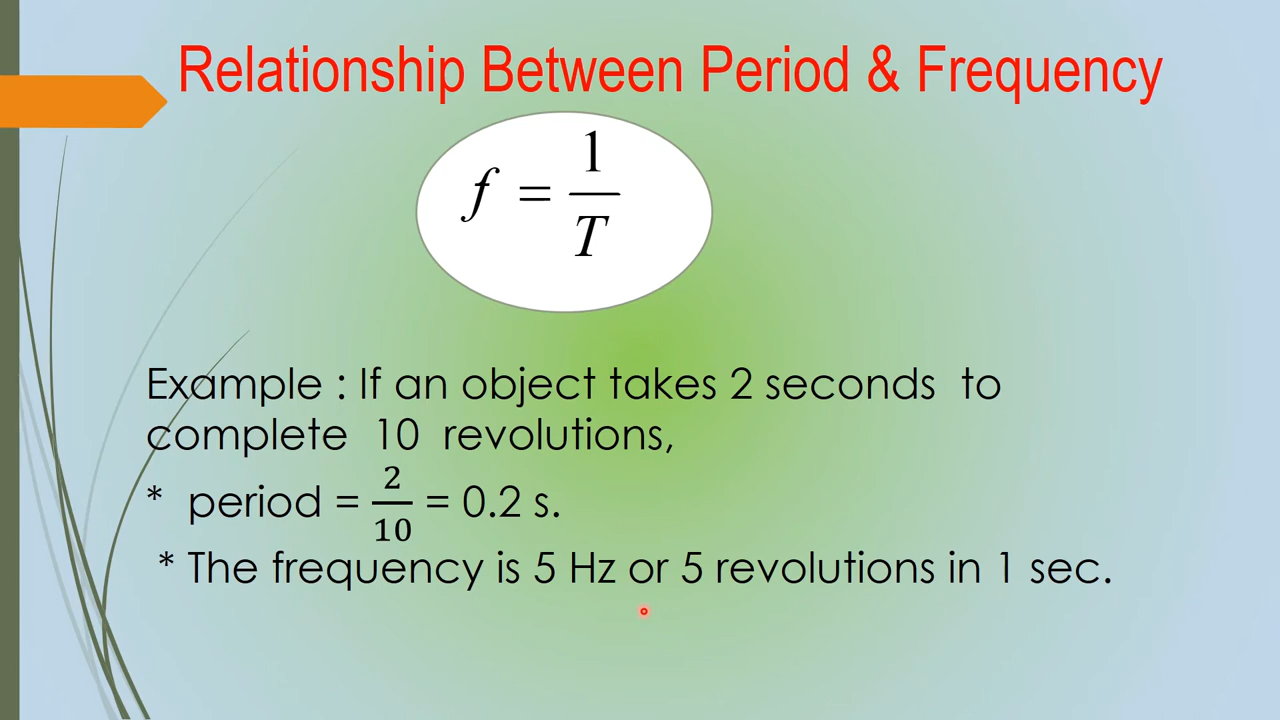 Relationship Between Period & Frequency
f = 1/T
Example : If an object takes 2 seconds to
complete 10 revolutions,
* period = 2/10 = 0.2 s.
* The frequency is 5 Hz or 5 revolutions in 1 sec.